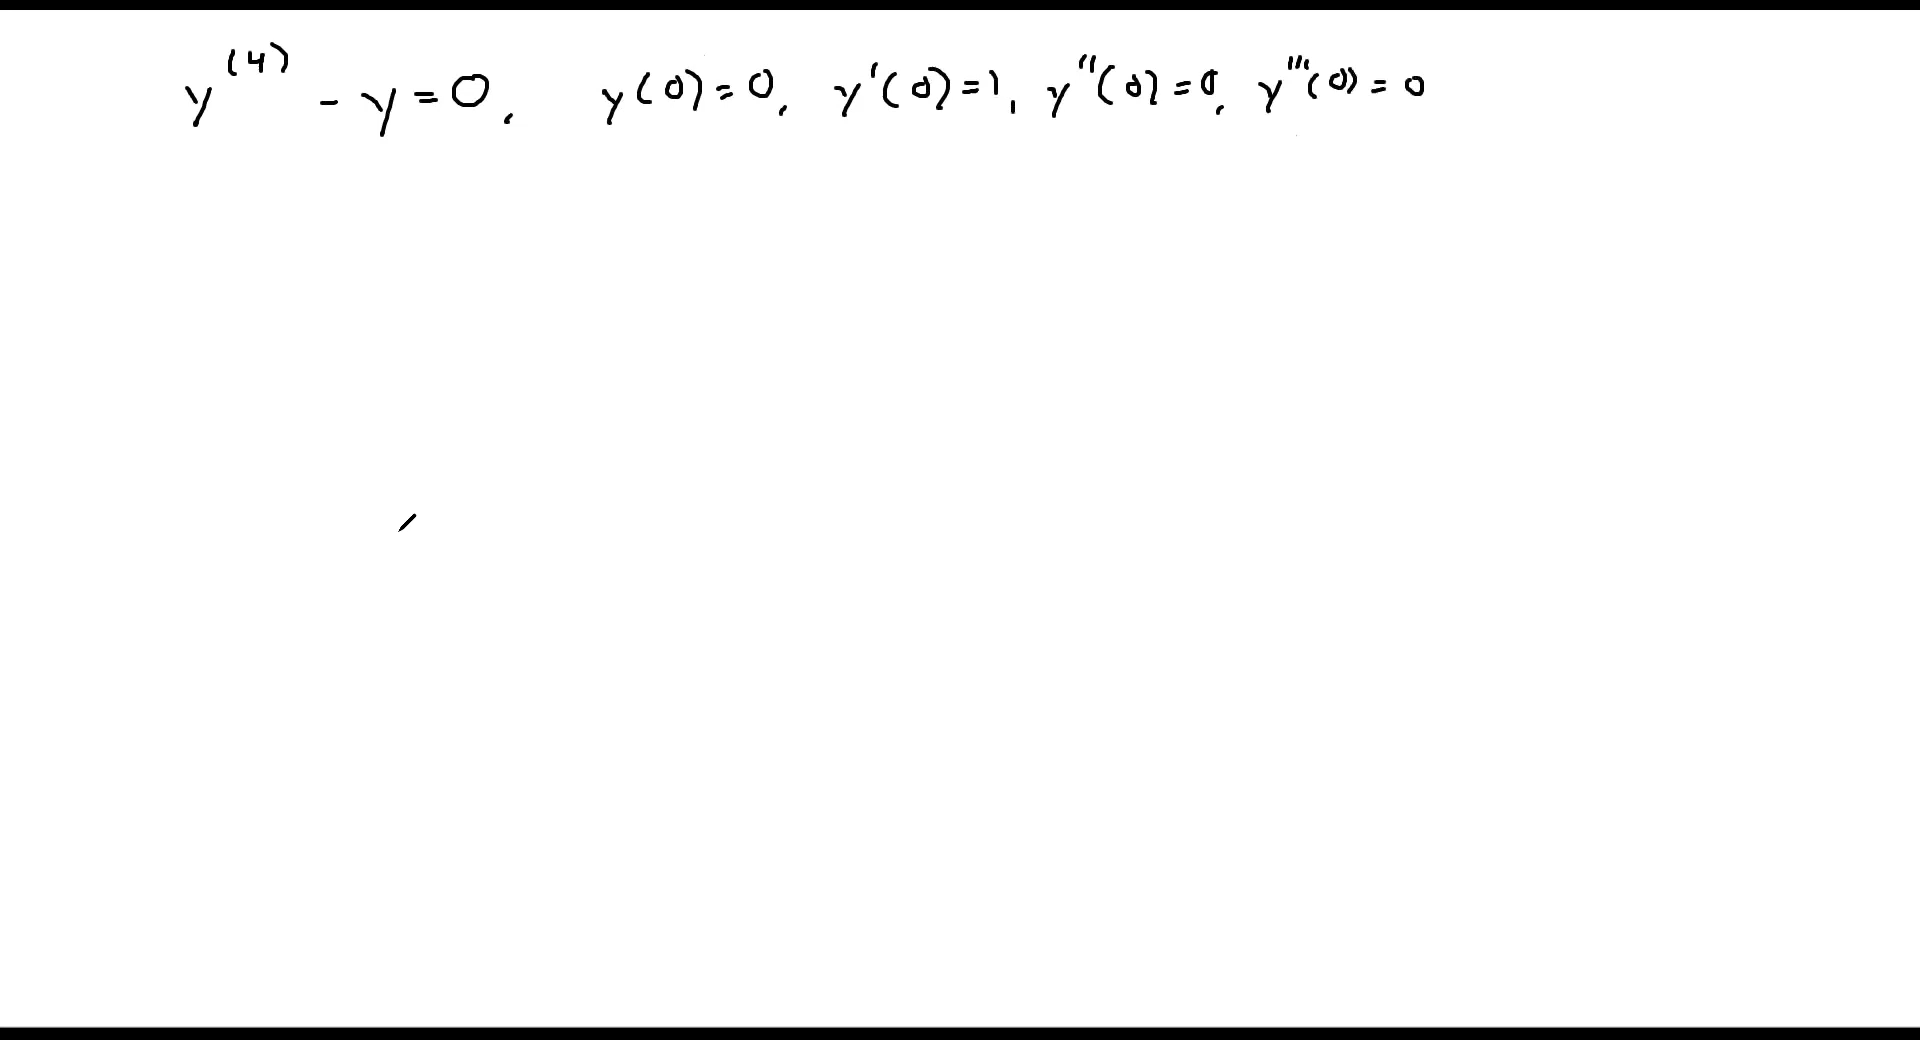 y^(4) - y = 0, y(0) = 0, y'(0) = 1, y''(0) = 0, y'''(0) = 0